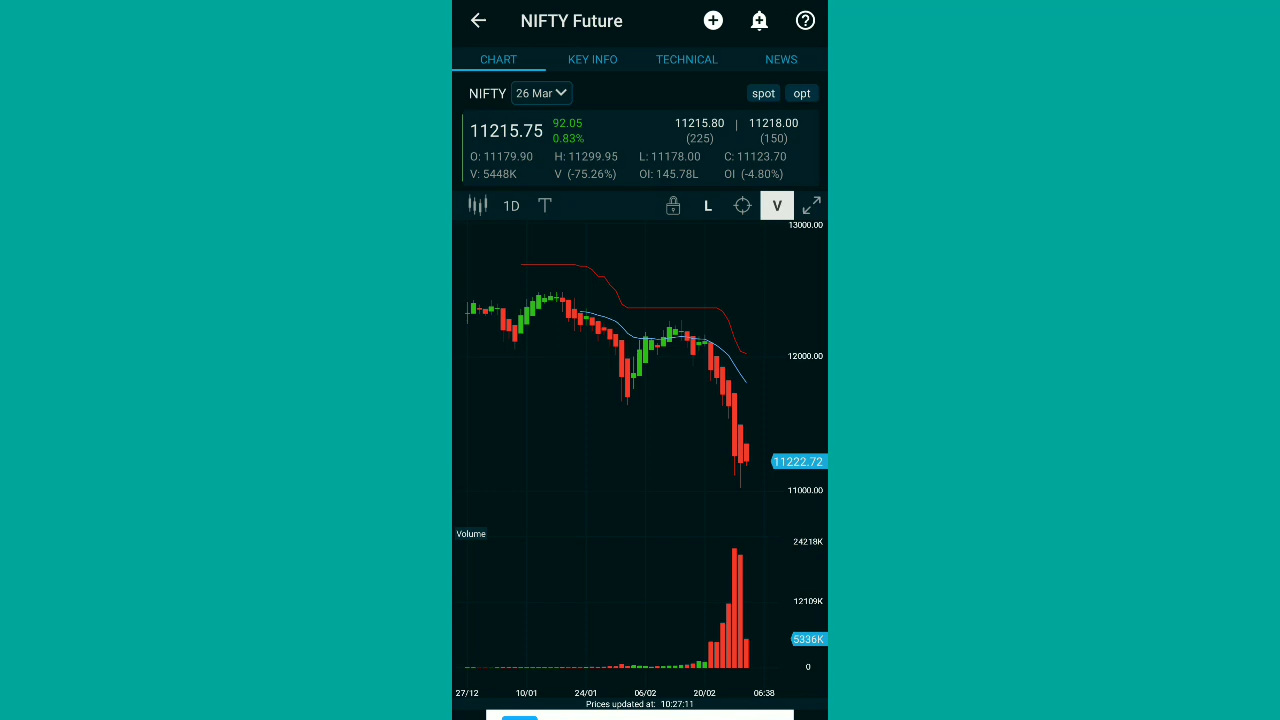 NIFTY Future
CHART KEY INFO TECHNICAL NEWS
NIFTY 26 Mar spot opt
11215.75 92.05 0.83% 11215.80 (225) | 11218.00 (150)
O: 11179.90 H: 11299.95 L: 11178.00 C: 11123.70
V: 5448K V (-75.26%) OI: 145.78L OI (-4.80%)
1D T L V
13000.00
12000.00
11222.72
11000.00
Volume
24218K
12109K
5336K
0
27/12 10/01 24/01 06/02 20/02 06:38
Prices updated at: 10:27:11